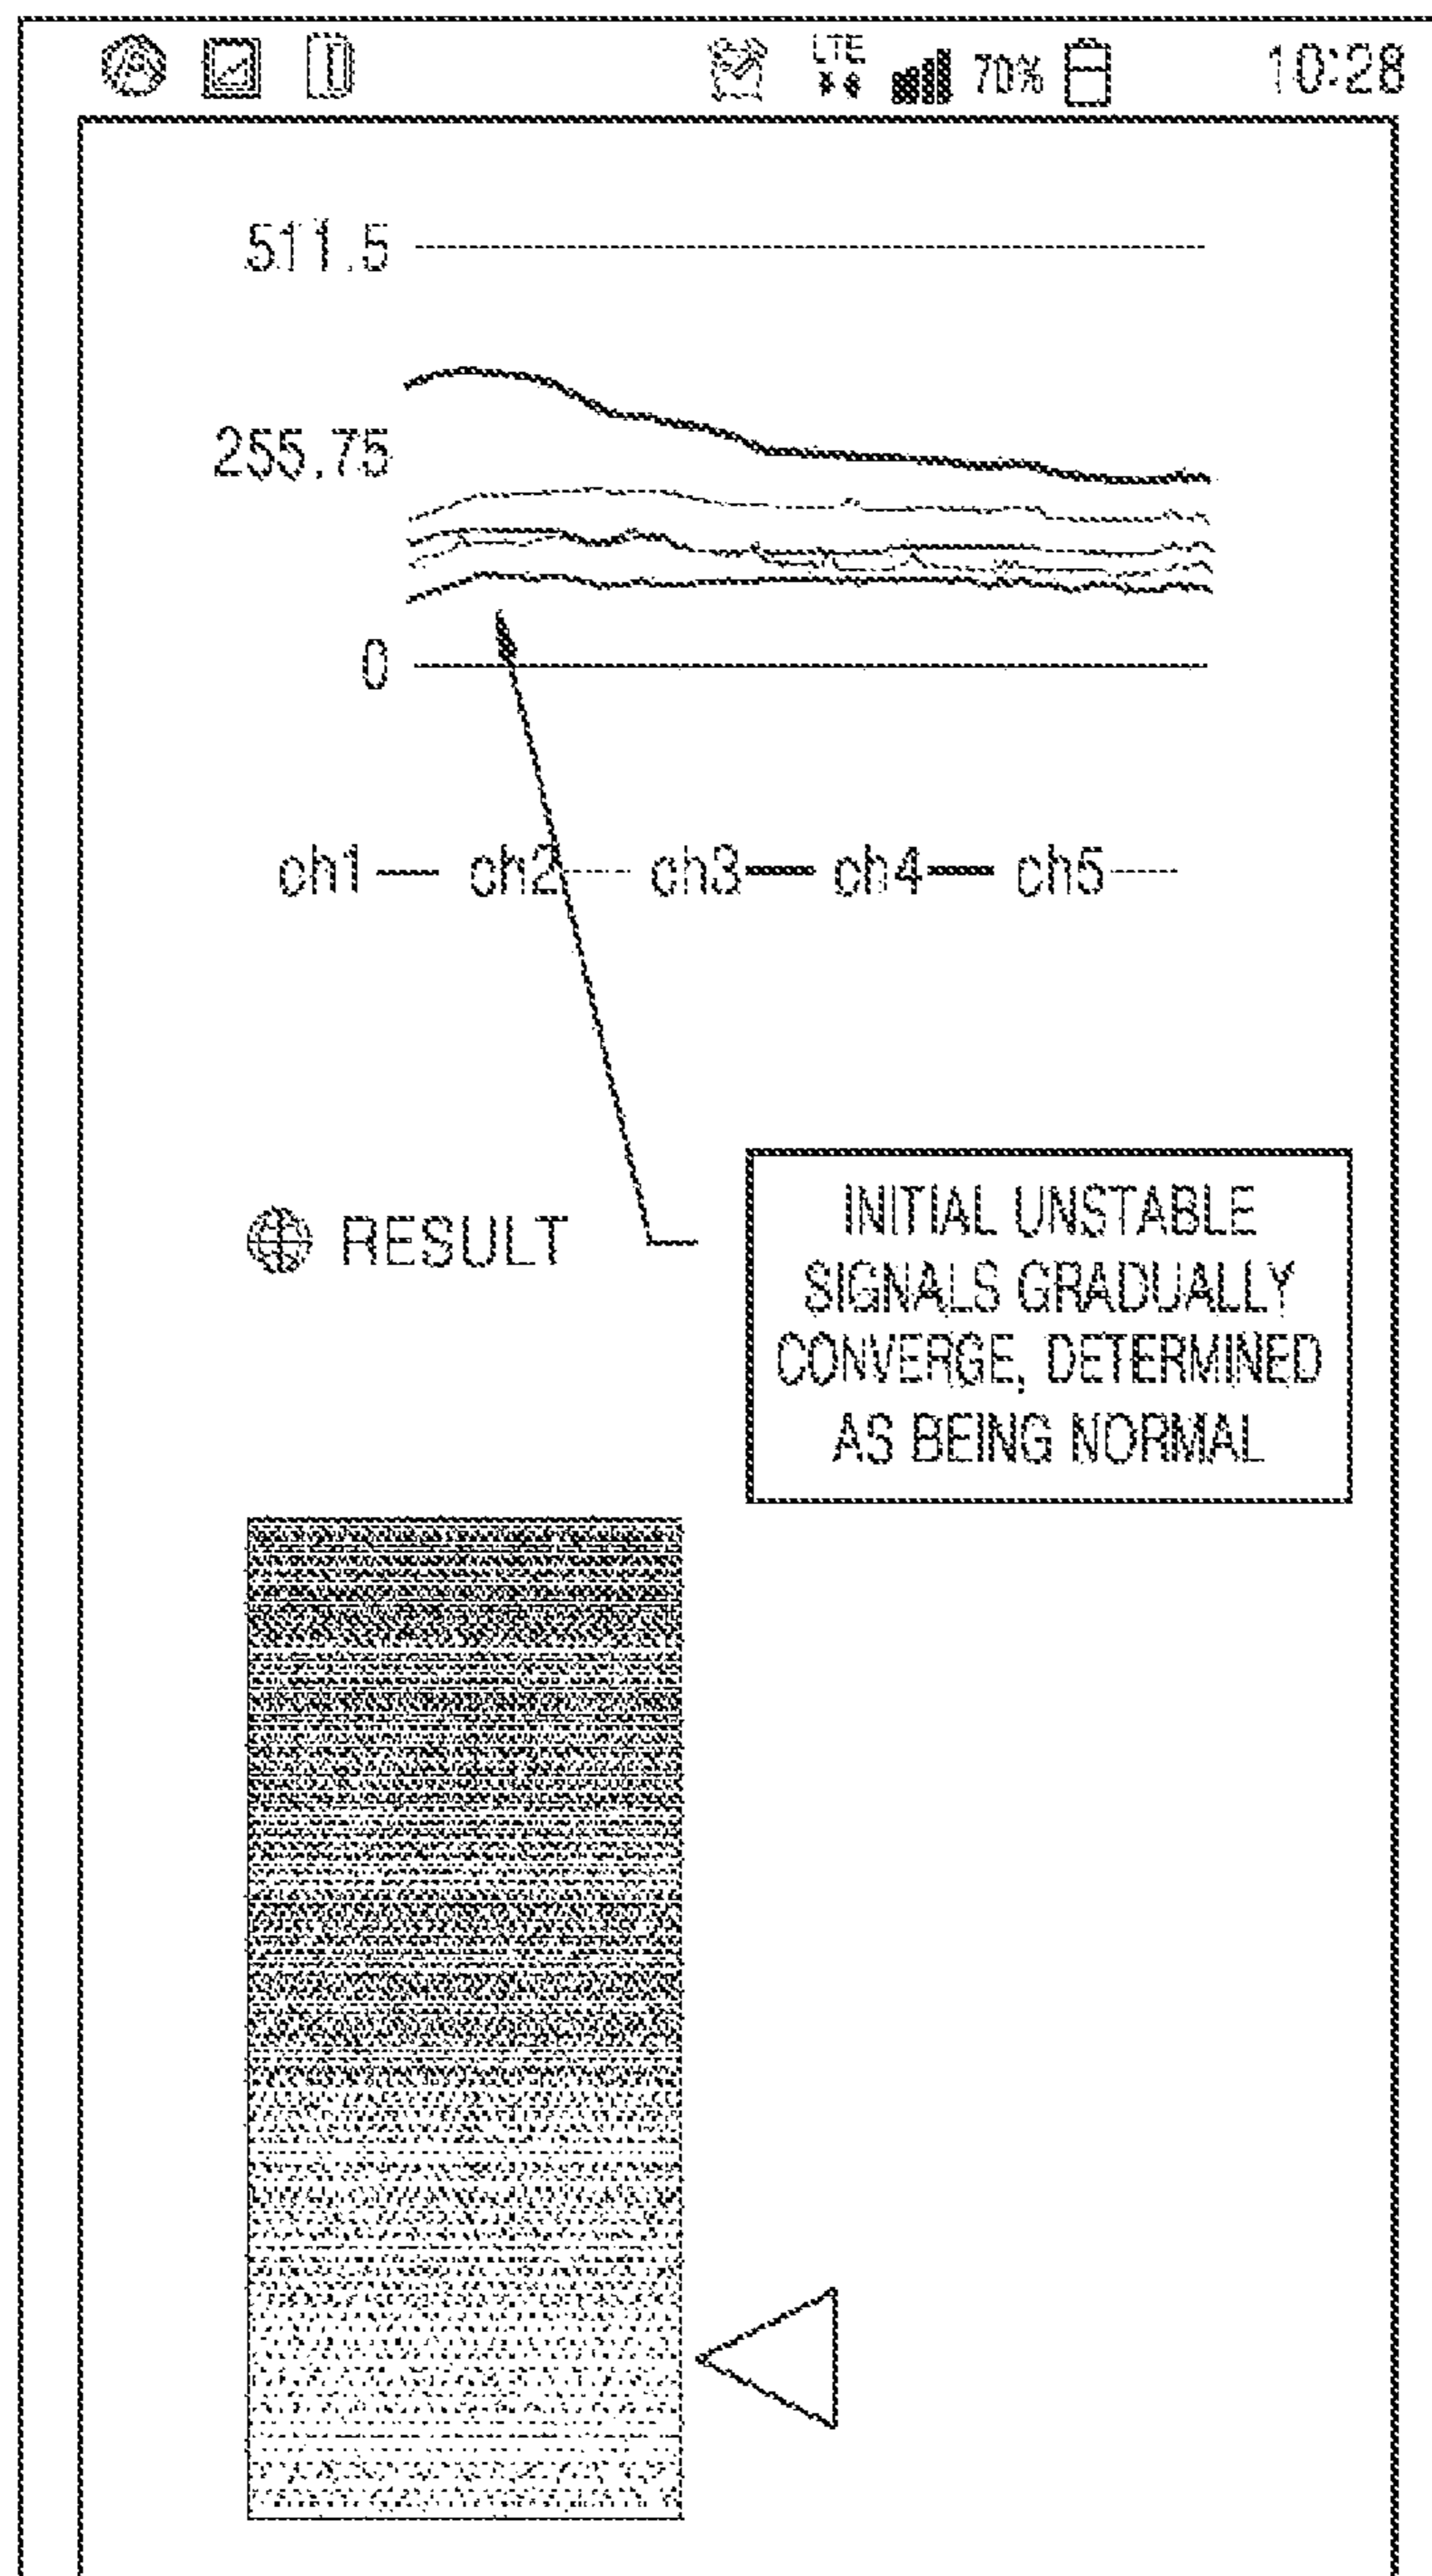 LTE 70% 10:28
511.5
255.75
0
ch1 ch2 ch3 ch4 ch5
RESULT
INITIAL UNSTABLE
SIGNALS GRADUALLY
CONVERGE, DETERMINED
AS BEING NORMAL